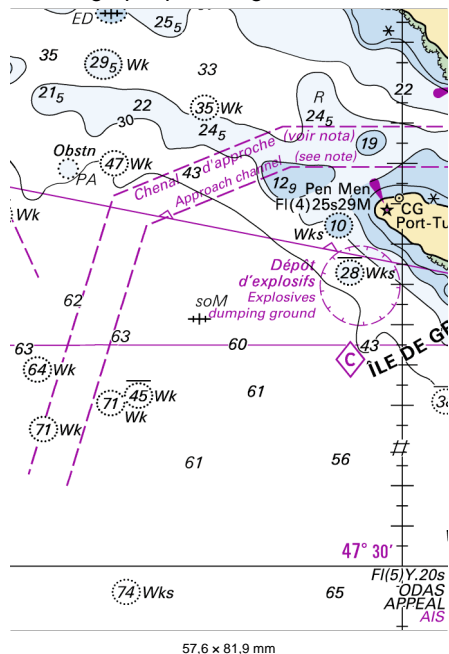 ED
25₅
35
29₅ Wk
33
22
21₅
22
35 Wk
R
24₅
30
24₅
(voir nota)
19
Obstn
PA
47 Wk
43
Chenal d'approche
Approach channel
(see note)
12₉
Pen Men
Fl(4)25s29M
CG
Port-Tu
Wk
10
Wks
Dépôt
d'explosifs
Explosives
dumping ground
28 Wks
62
soM
63
63
60
43
C
ÎLE DE G
64 Wk
61
45 Wk
71
Wk
71 Wk
61
56
47° 30'
Fl(5)Y.20s
ODAS
APPEAL
AIS
74 Wks
65
57,6 × 81,9 mm